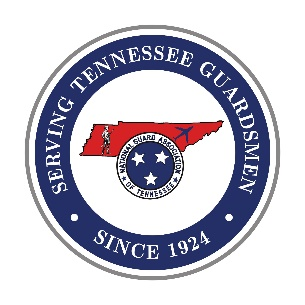 SERVING TENNESSEE GUARDSMEN
NATIONAL GUARD ASSOCIATION
OF TENNESSEE
SINCE 1924